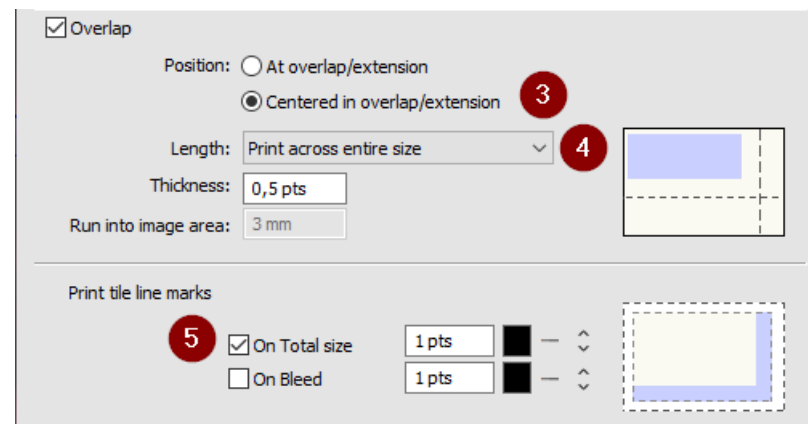 Overlap
Position: At overlap/extension
Centered in overlap/extension 3
Length: Print across entire size 4
Thickness: 0,5 pts
Run into image area: 3 mm
Print tile line marks
5 On Total size 1 pts
On Bleed 1 pts